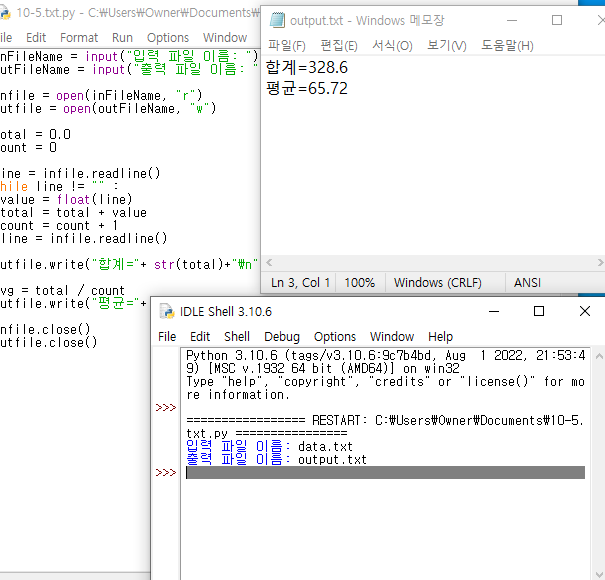 10-5.txt.py - C:₩Users₩Owner₩Documents₩
ile Edit Format Run Options Window
nFileName = input("입력 파일 이름: ")
utFileName = input("출력 파일 이름: "
nfile = open(inFileName, "r")
utfile = open(outFileName, "w")
otal = 0.0
ount = 0
ine = infile.readline()
hile line != "" :
value = float(line)
total = total + value
count = count + 1
line = infile.readline()
utfile.write("합계="+ str(total)+"₩n"
vg = total / count
utfile.write("평균="+
nfile.close()
utfile.close()
output.txt - Windows 메모장
파일(F) 편집(E) 서식(O) 보기(V) 도움말(H)
합계=328.6
평균=65.72
Ln 3, Col 1 100% Windows (CRLF) ANSI
IDLE Shell 3.10.6
File Edit Shell Debug Options Window Help
Python 3.10.6 (tags/v3.10.6:9c7b4bd, Aug 1 2022, 21:53:4
9) [MSC v.1932 64 bit (AMD64)] on win32
Type "help", "copyright", "credits" or "license()" for mo
re information.
>>>
================= RESTART: C:₩Users₩Owner₩Documents₩10-5.
txt.py ================
입력 파일 이름: data.txt
출력 파일 이름: output.txt
>>>